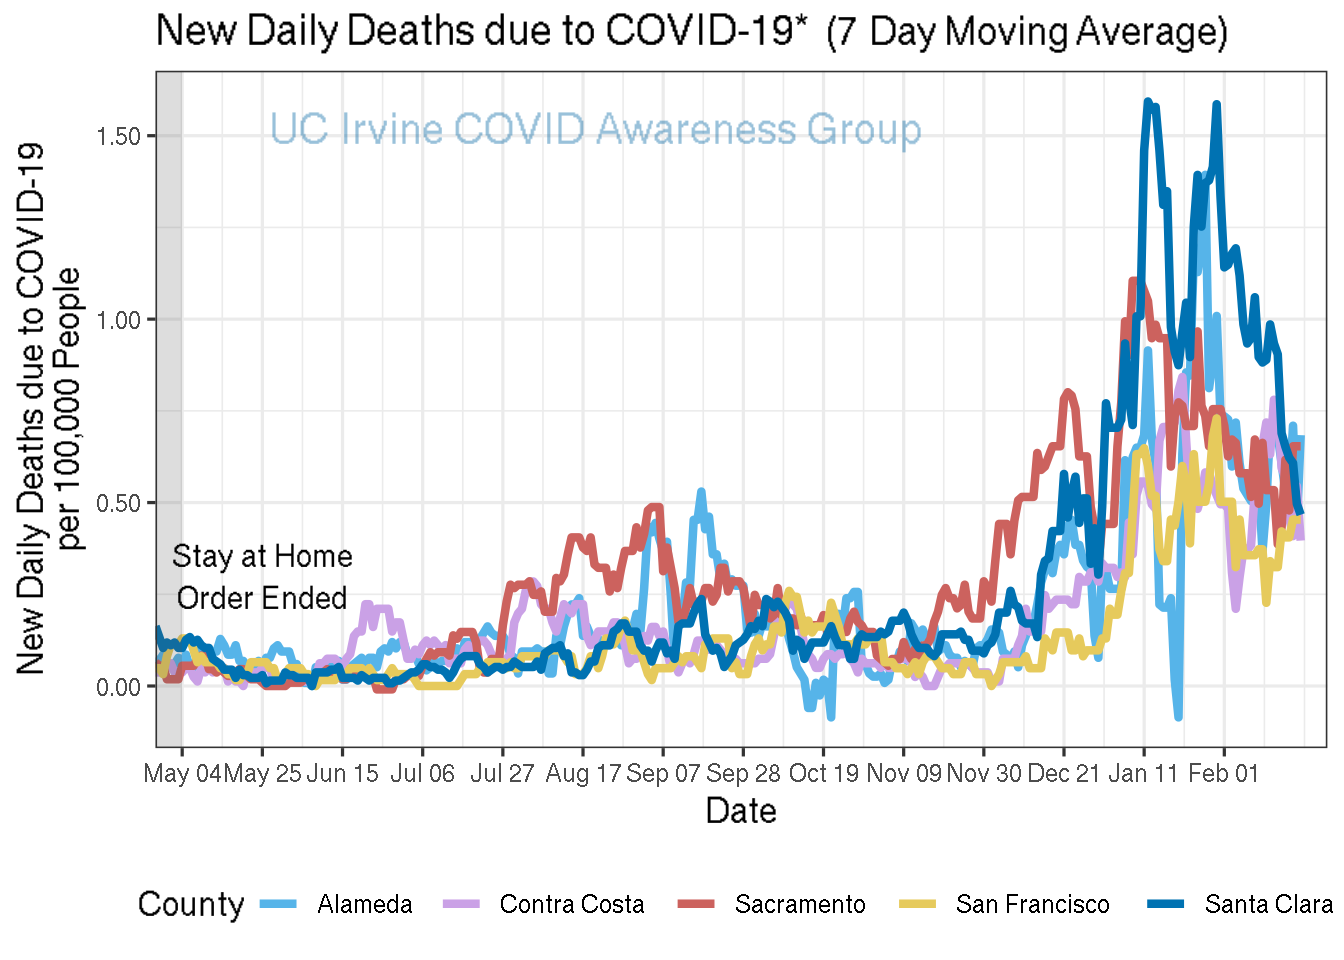 New Daily Deaths due to COVID-19* (7 Day Moving Average)
UC Irvine COVID Awareness Group
New Daily Deaths due to COVID-19
per 100,000 People
1.50
1.00
0.50
0.00
Stay at Home
Order Ended
May 04 May 25 Jun 15 Jul 06 Jul 27 Aug 17 Sep 07 Sep 28 Oct 19 Nov 09 Nov 30 Dec 21 Jan 11 Feb 01
Date
County Alameda Contra Costa Sacramento San Francisco Santa Clara